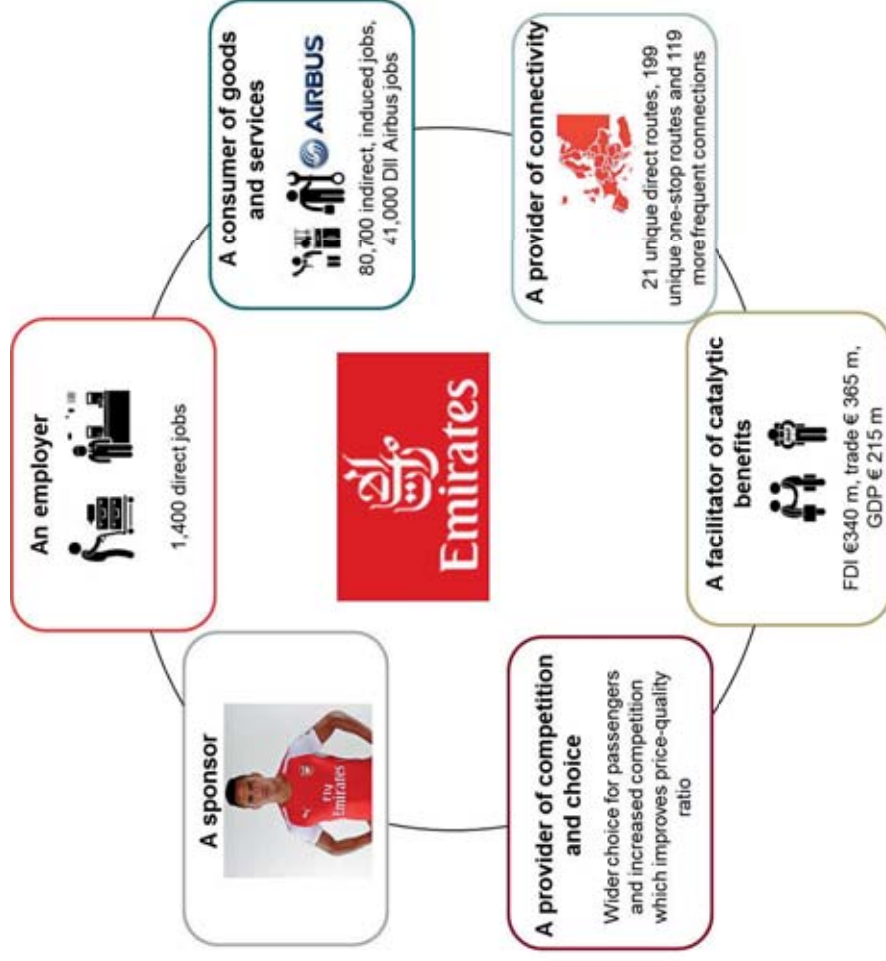 An employer
1,400 direct jobs
A consumer of goods
and services
AIRBUS
80,700 indirect, induced jobs,
41,000 DII Airbus jobs
A provider of connectivity
21 unique direct routes, 199
unique one-stop routes and 119
more frequent connections
A facilitator of catalytic
benefits
FDI €340 m, trade € 365 m,
GDP € 215 m
A provider of competition
and choice
Wider choice for passengers
and increased competition
which improves price-quality
ratio
A sponsor
Fly
Emirates
الإمارات
Emirates